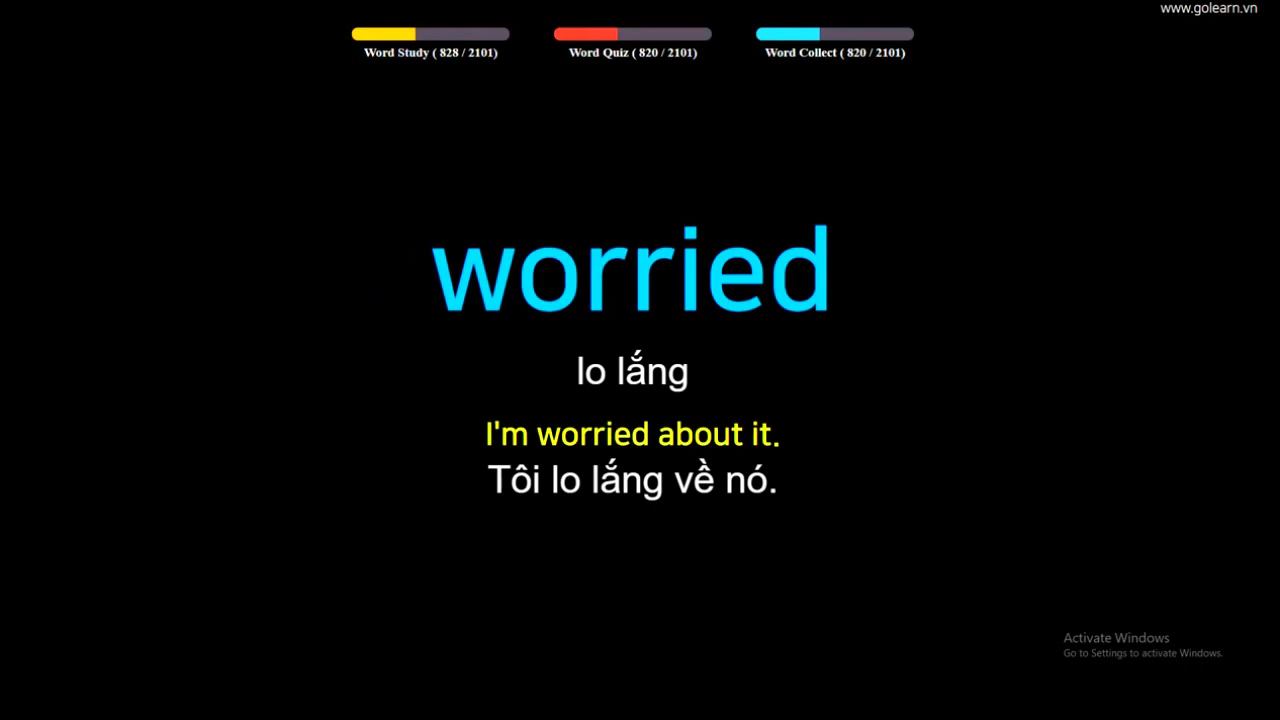 www.golearn.vn
Word Study ( 828 / 2101)
Word Quiz ( 820 / 2101)
Word Collect ( 820 / 2101)
worried
lo lắng
I'm worried about it.
Tôi lo lắng về nó.
Activate Windows
Go to Settings to activate Windows.